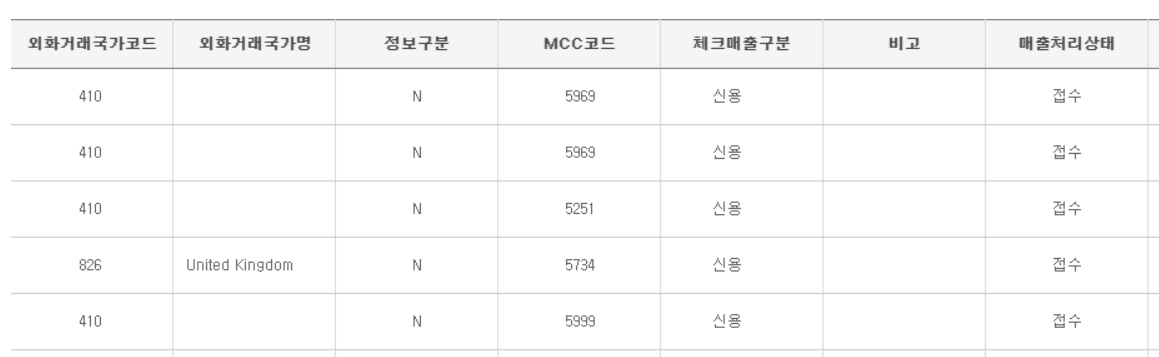 외화거래국가코드 외화거래국가명 정보구분 MCC코드 체크매출구분 비고 매출처리상태
410 N 5969 신용 접수
410 N 5969 신용 접수
410 N 5251 신용 접수
826 United Kingdom N 5734 신용 접수
410 N 5999 신용 접수